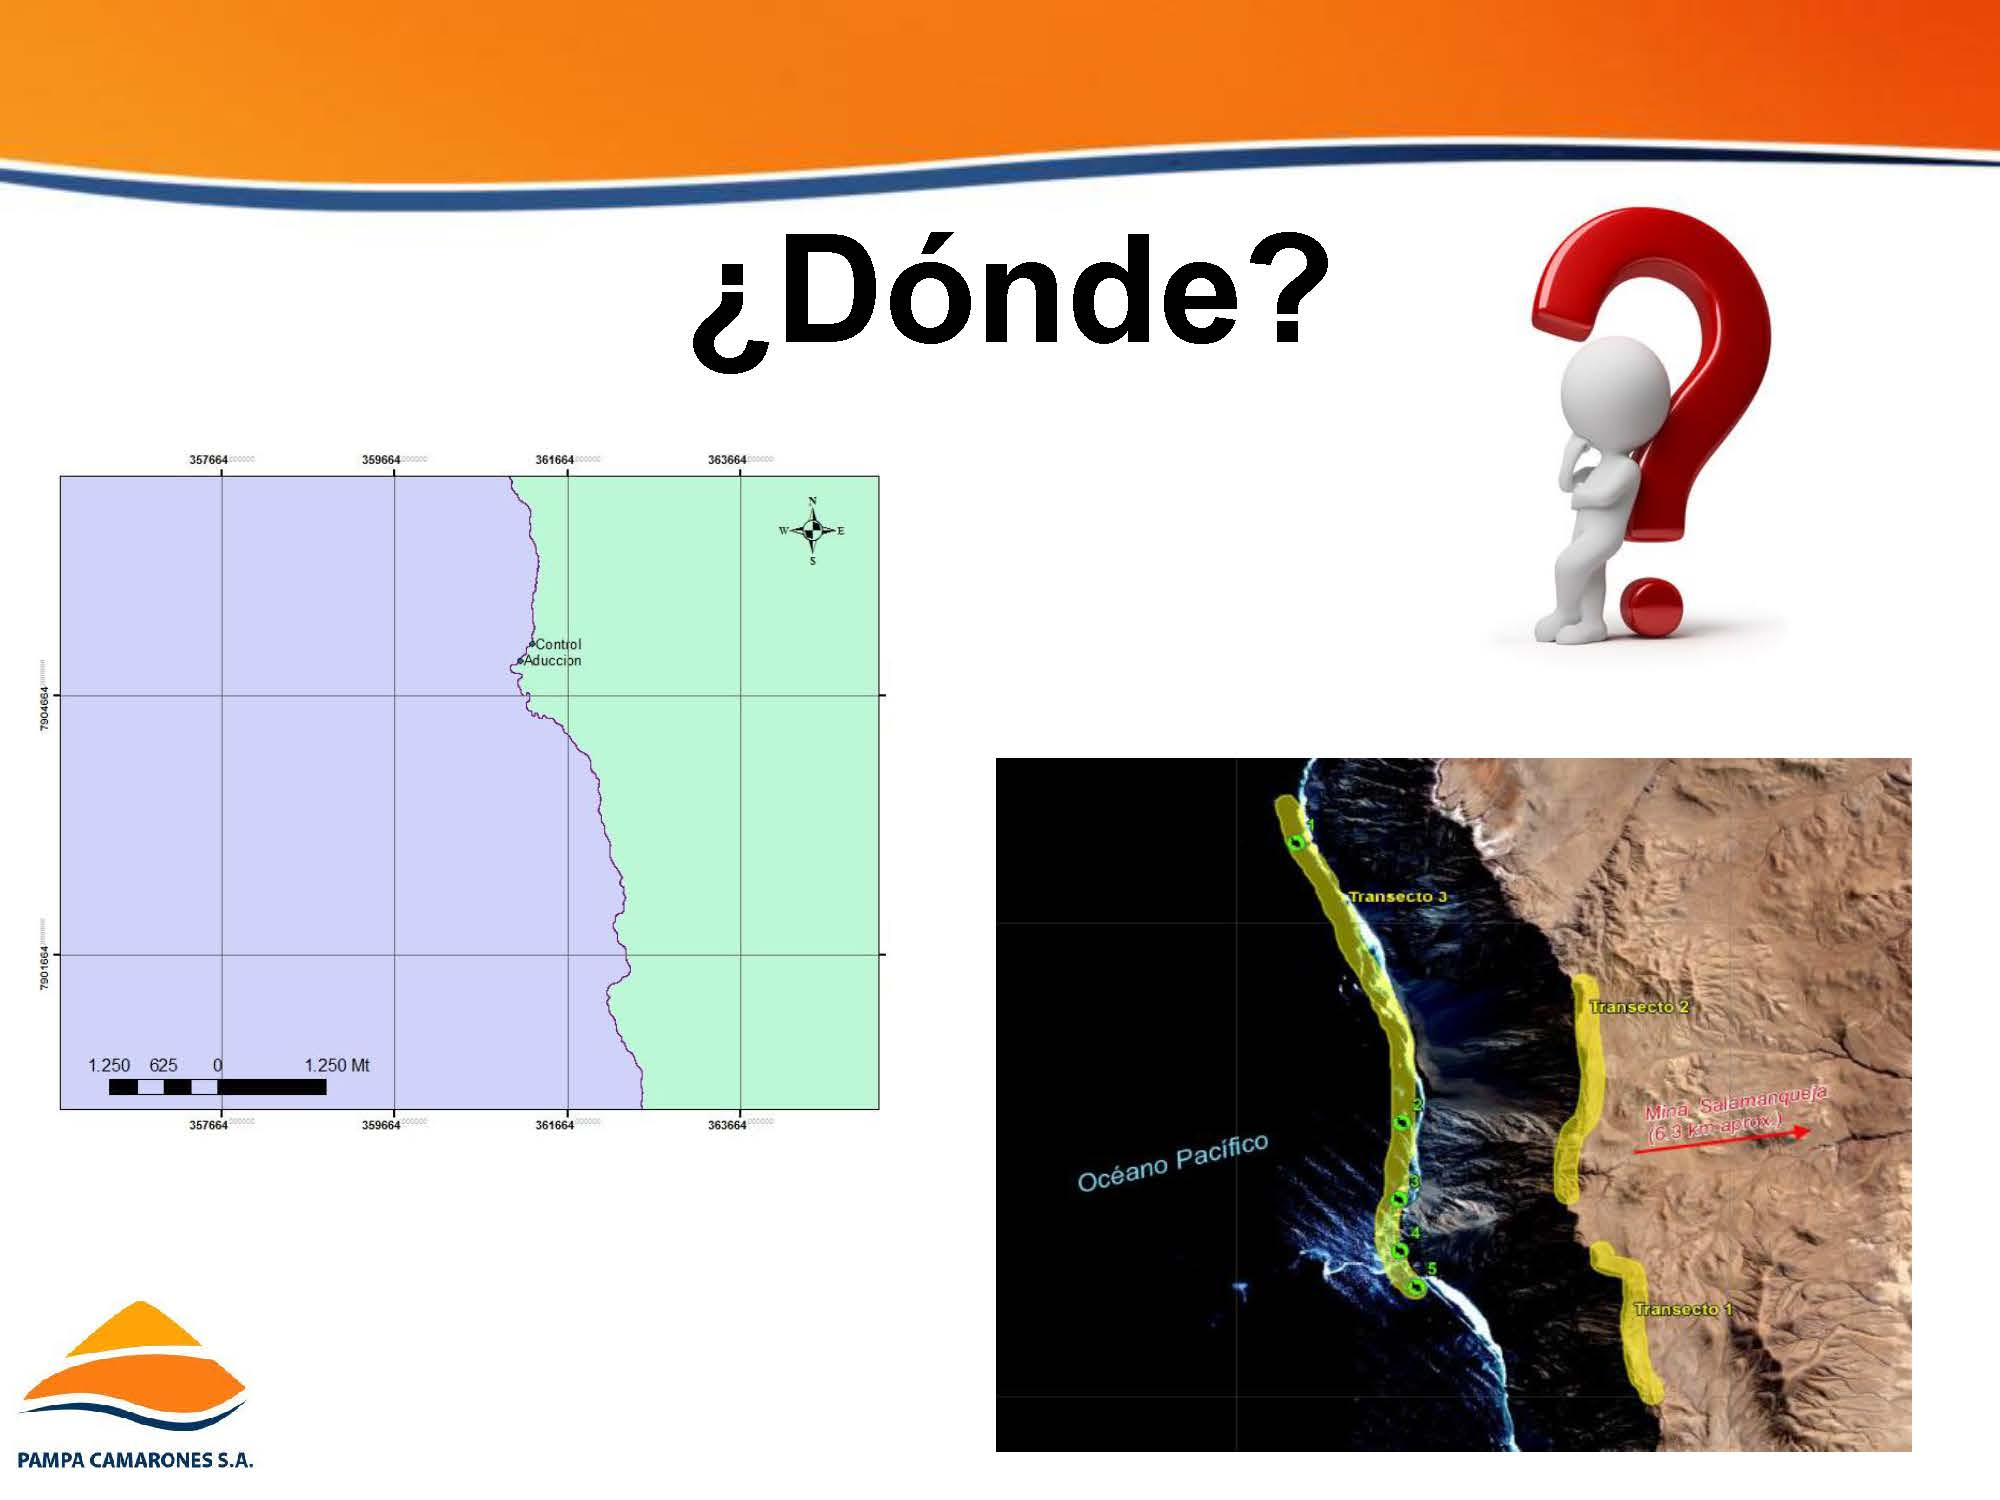 ¿Dónde?
357664 359664 361664 363664
N
W E
S
Control
Aduccion
7904664
7901664
1.250 625 0 1.250 Mt
357664 359664 361664 363664
1
Transecto 3
Transecto 2
2
Mina Salamanqueja
(6.3 km aprox.)
Océano Pacífico
3
4
5
Transecto 1
PAMPA CAMARONES S.A.